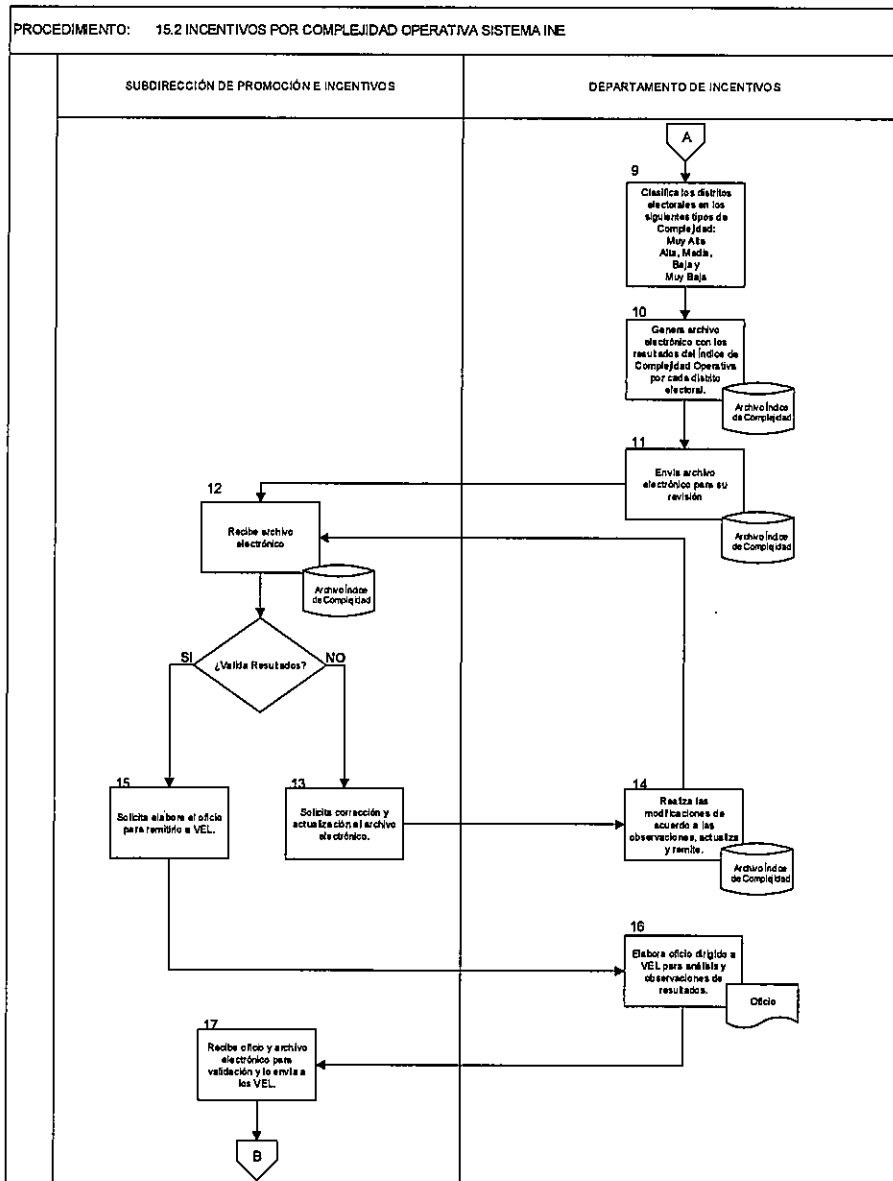 PROCEDIMIENTO: 15.2 INCENTIVOS POR COMPLEJIDAD OPERATIVA SISTEMA INE
SUBDIRECCIÓN DE PROMOCIÓN E INCENTIVOS
DEPARTAMENTO DE INCENTIVOS
A
9
Clasifica los distritos
electorales en los
siguientes tipos de
Complejidad:
Muy Alta
Alta, Media,
Baja y
Muy Baja
10
Genera archivo
electrónico con los
resultados del Índice de
Complejidad Operativa
por cada distrito
electoral.
Archivo Índice
de Complejidad
11
Envía archivo
electrónico para su
revisión
Archivo Índice
de Complejidad
12
Recibe archivo
electrónico
Archivo Índice
de Complejidad
SI
¿Valida Resultados?
NO
15
Solicita elabore el oficio
para remitirlo a VEL.
13
Solicita corrección y
actualización al archivo
electrónico.
14
Realiza las
modificaciones de
acuerdo a las
observaciones, actualiza
y remite.
Archivo Índice
de Complejidad
16
Elabora oficio dirigido a
VEL para análisis y
observaciones de
resultados.
Oficio
17
Recibe oficio y archivo
electrónico para
validación y lo envía a
los VEL.
B